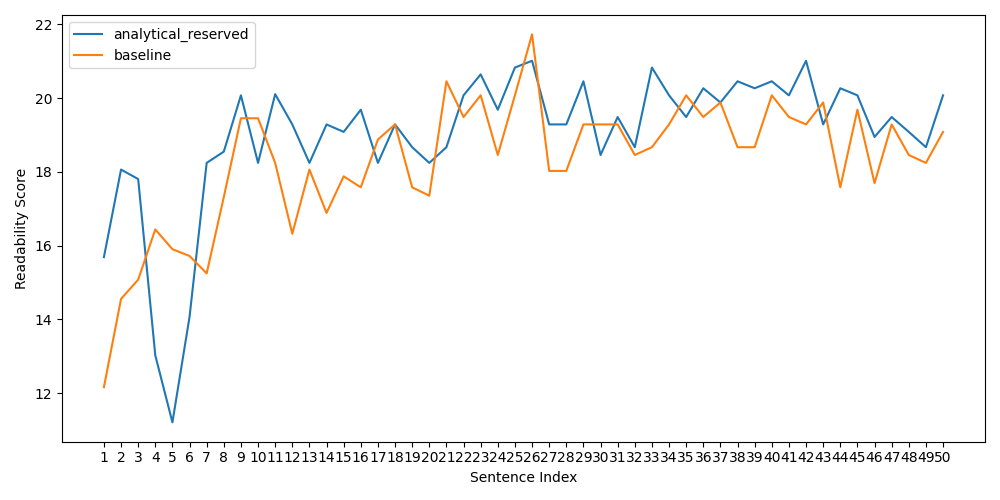 analytical_reserved
baseline
22
20
18
16
14
12
Readability Score
1 2 3 4 5 6 7 8 9 10 11 12 13 14 15 16 17 18 19 20 21 22 23 24 25 26 27 28 29 30 31 32 33 34 35 36 37 38 39 40 41 42 43 44 45 46 47 48 49 50
Sentence Index